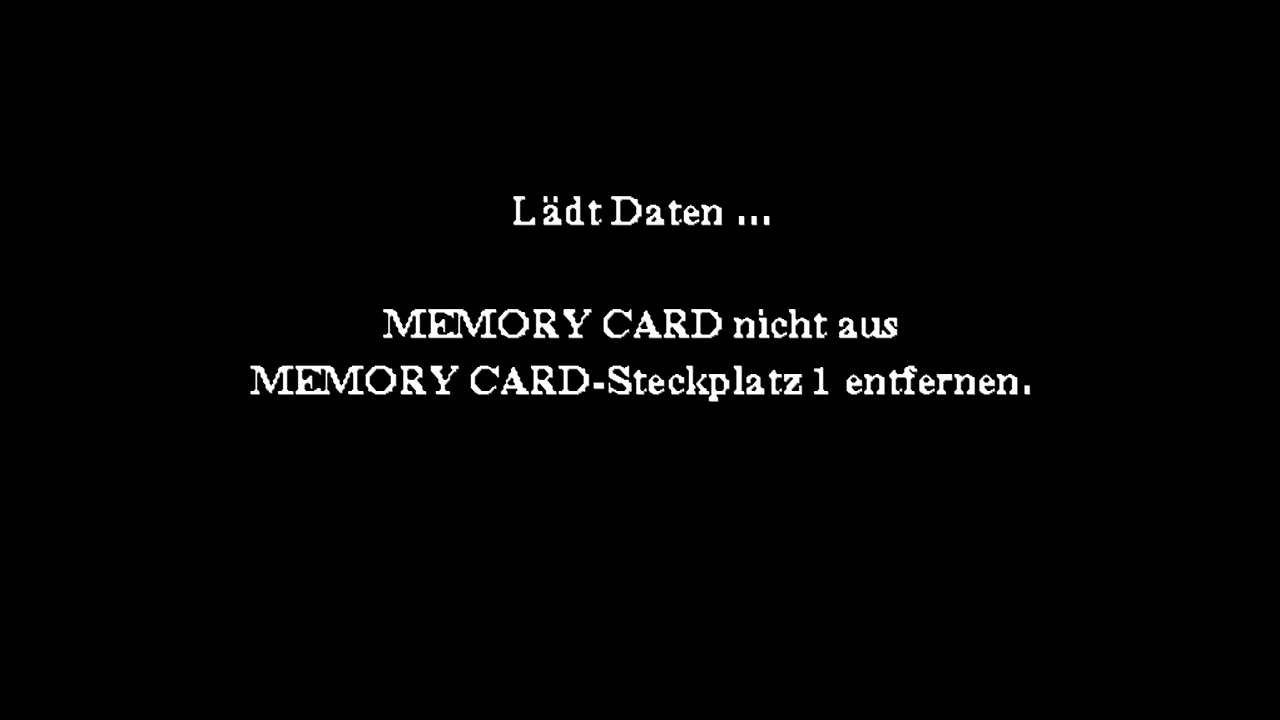 Lädt Daten ...
MEMORY CARD nicht aus
MEMORY CARD-Steckplatz 1 entfernen.